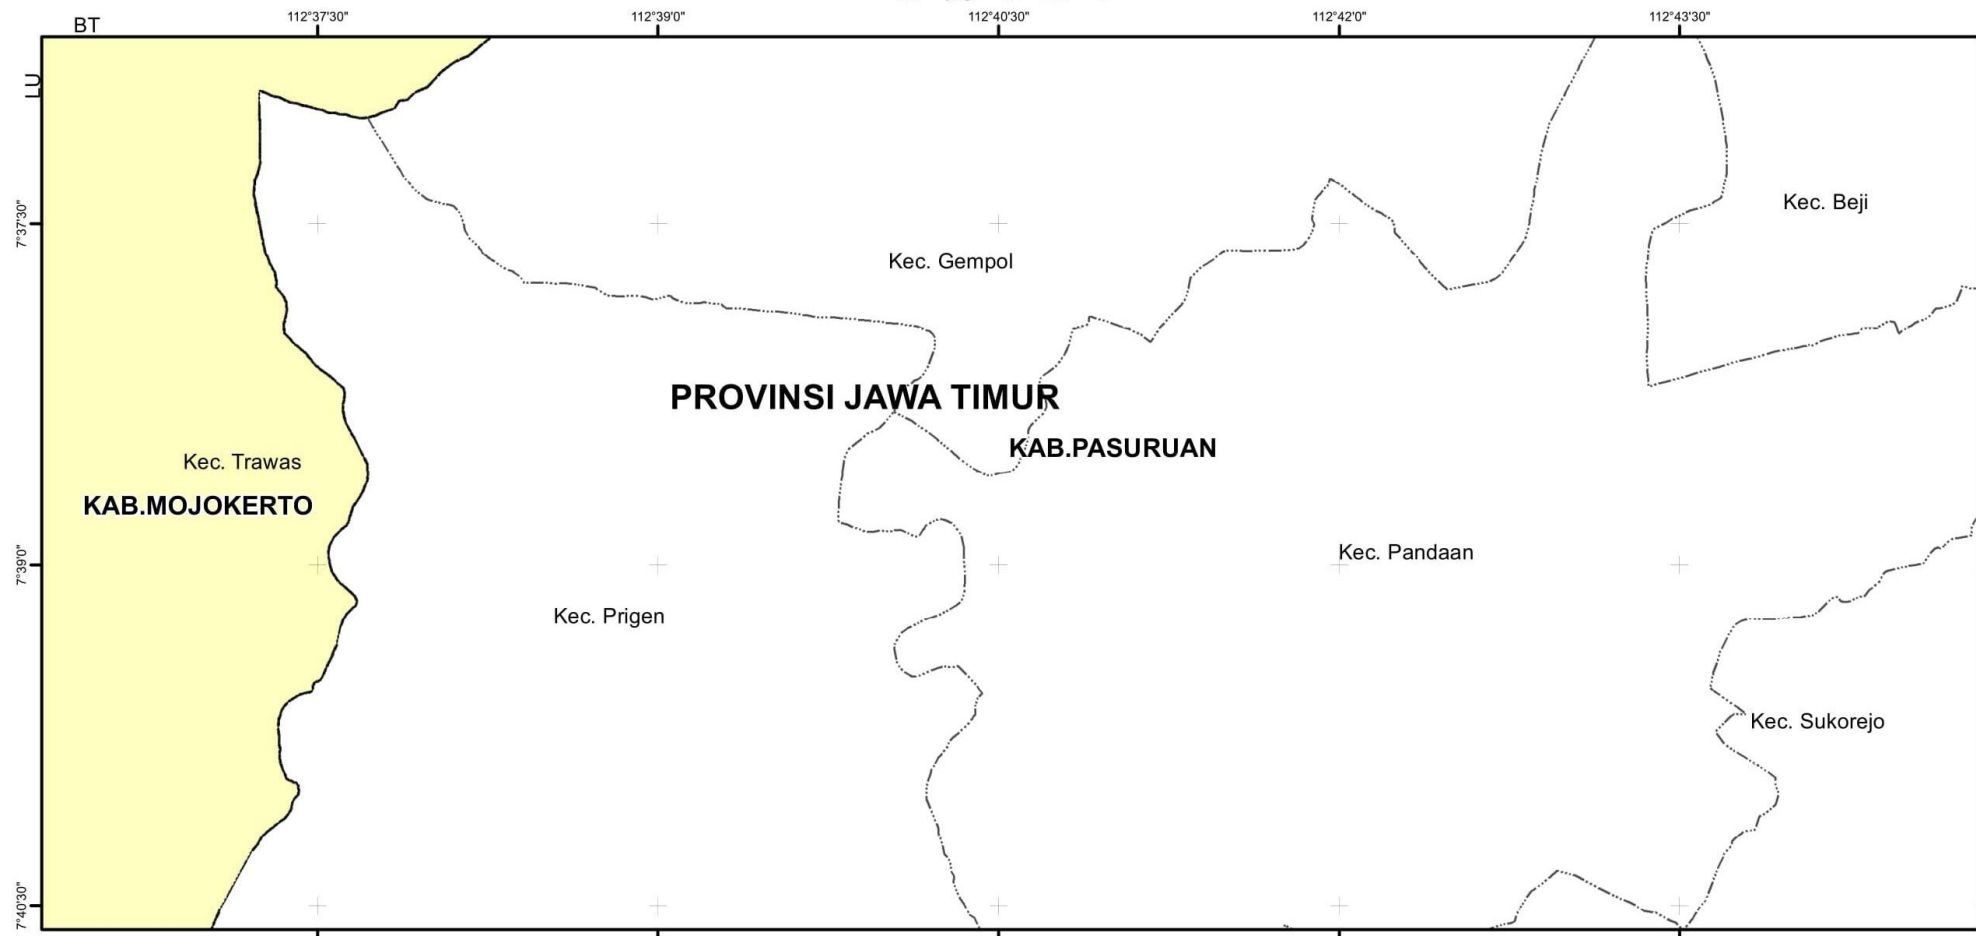 BT
112°37'30"
112°39'0"
112°40'30"
112°42'0"
112°43'30"
LU
7°37'30"
Kec. Beji
Kec. Gempol
PROVINSI JAWA TIMUR
KAB.PASURUAN
Kec. Trawas
KAB.MOJOKERTO
7°39'0"
Kec. Pandaan
Kec. Prigen
Kec. Sukorejo
7°40'30"